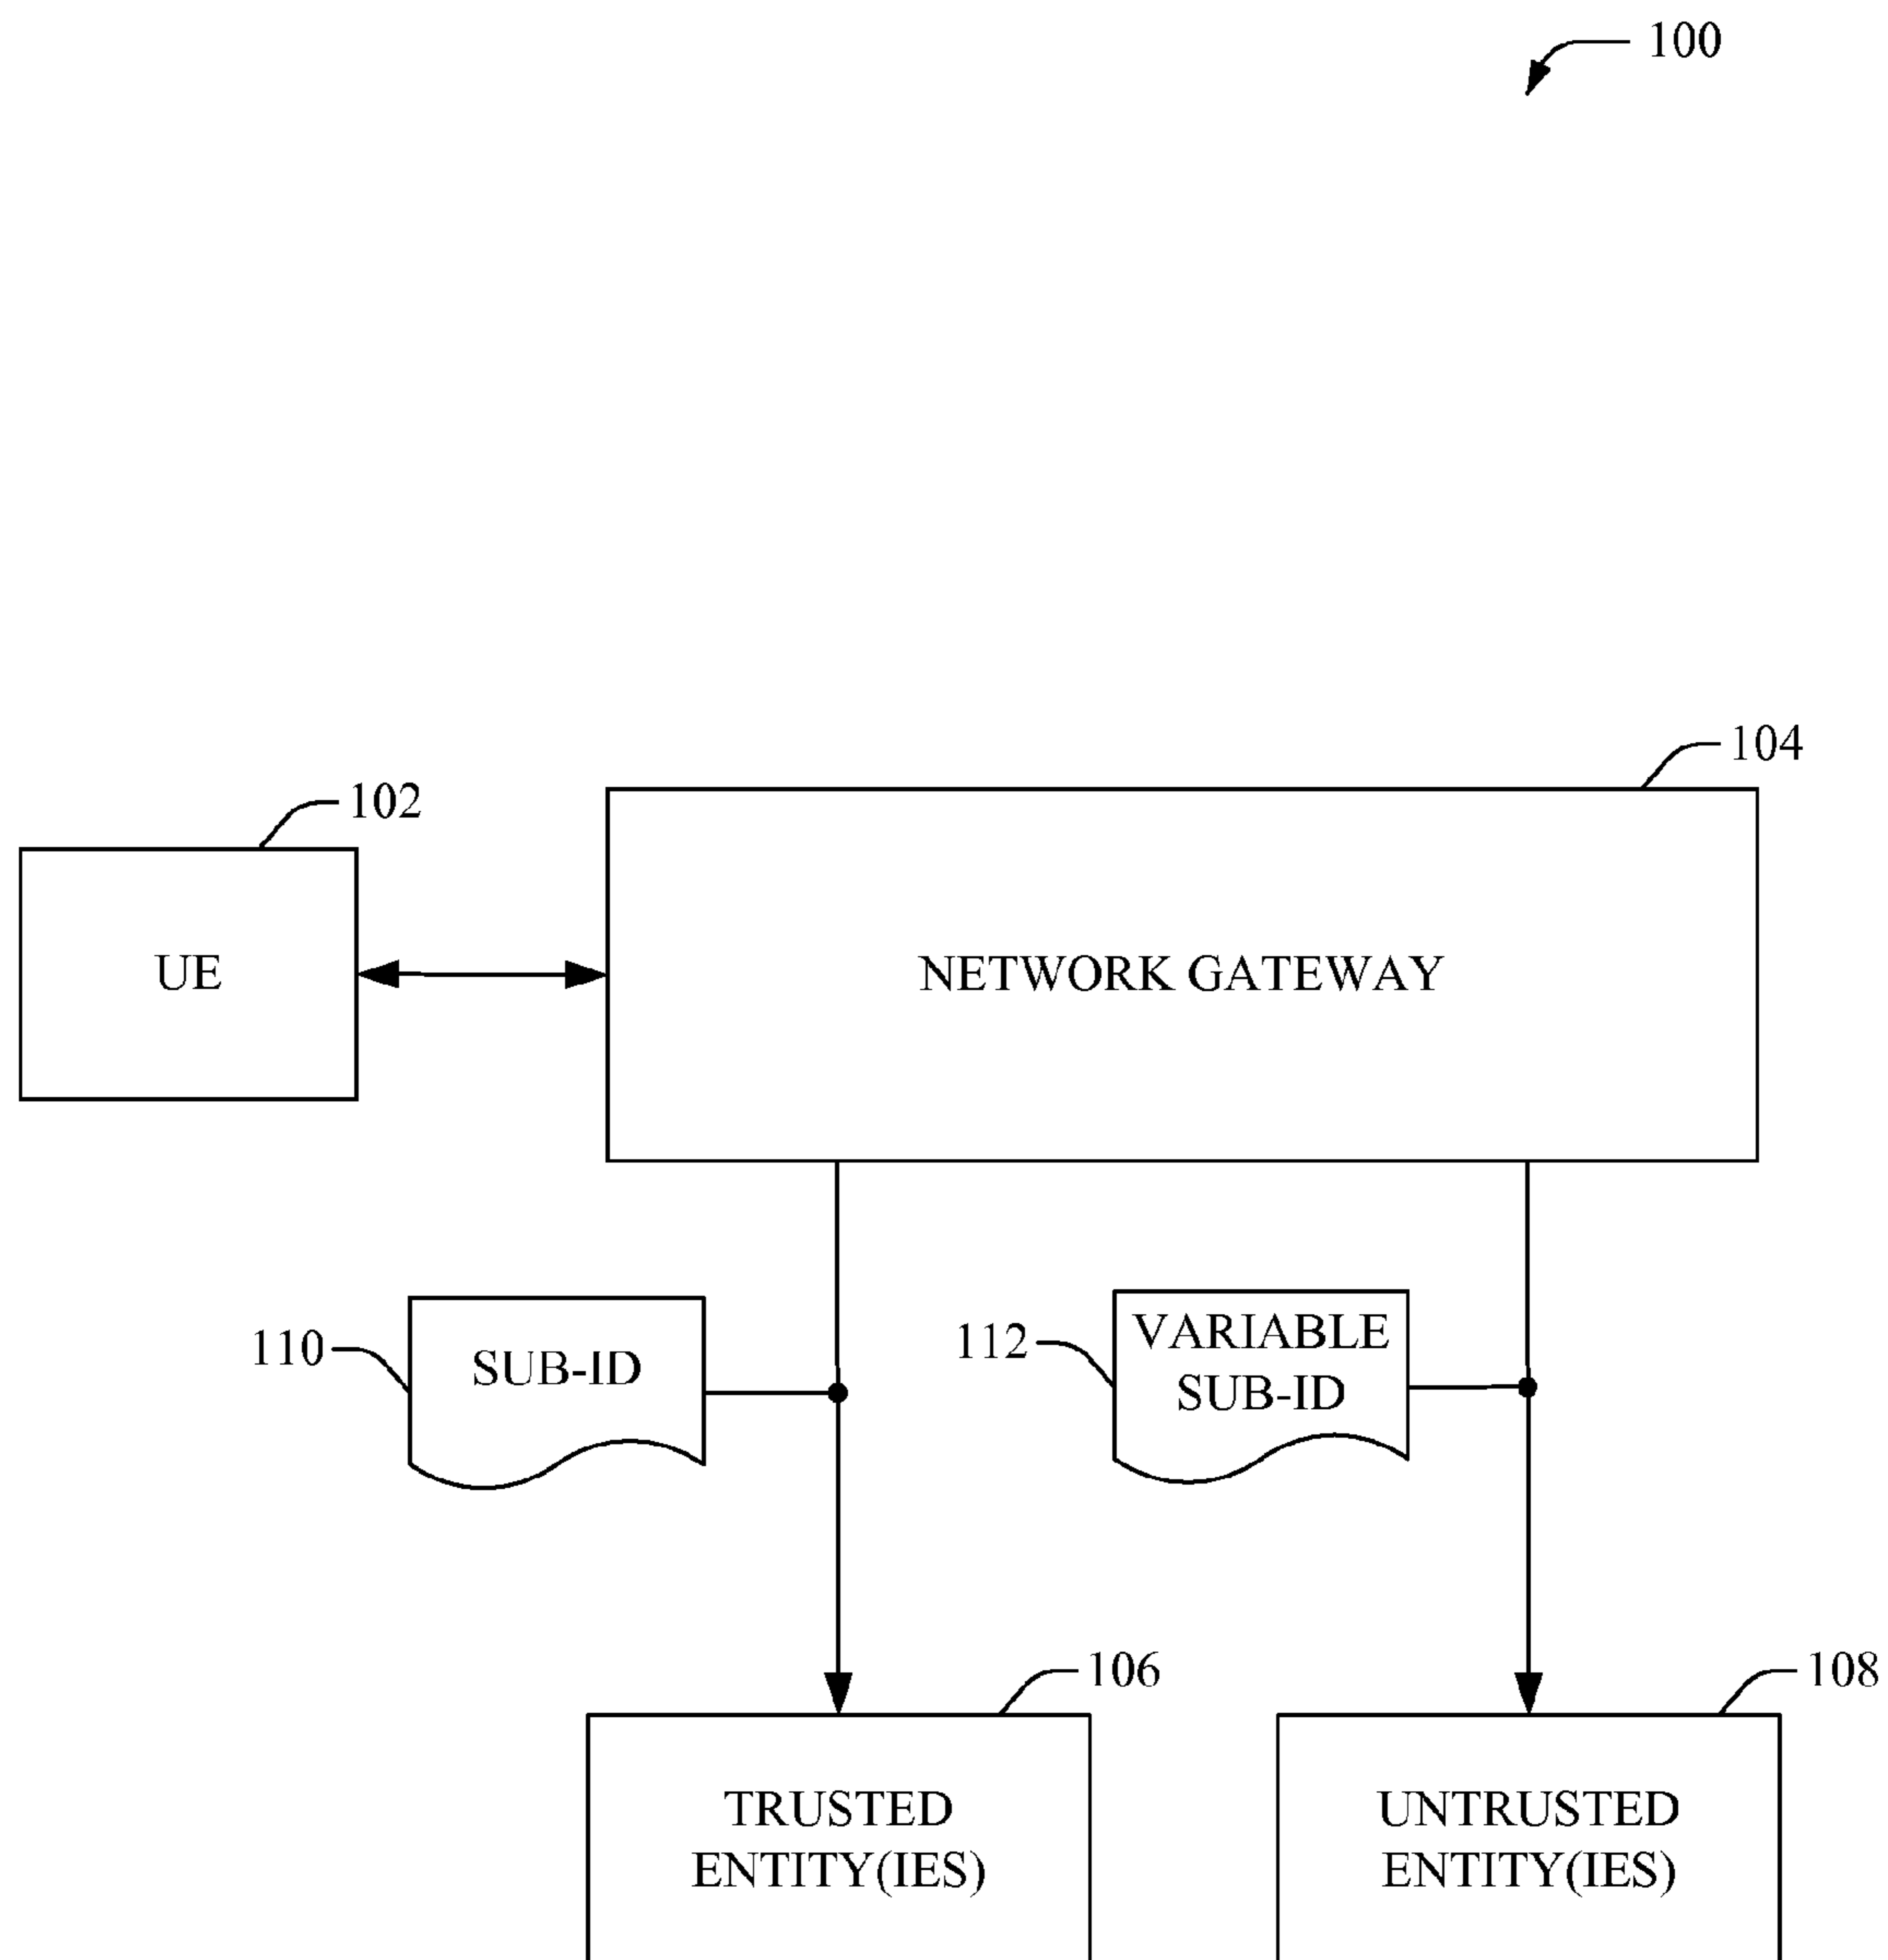 100
104
102
UE
NETWORK GATEWAY
110
SUB-ID
112
VARIABLE
SUB-ID
106
108
TRUSTED
ENTITY(IES)
UNTRUSTED
ENTITY(IES)